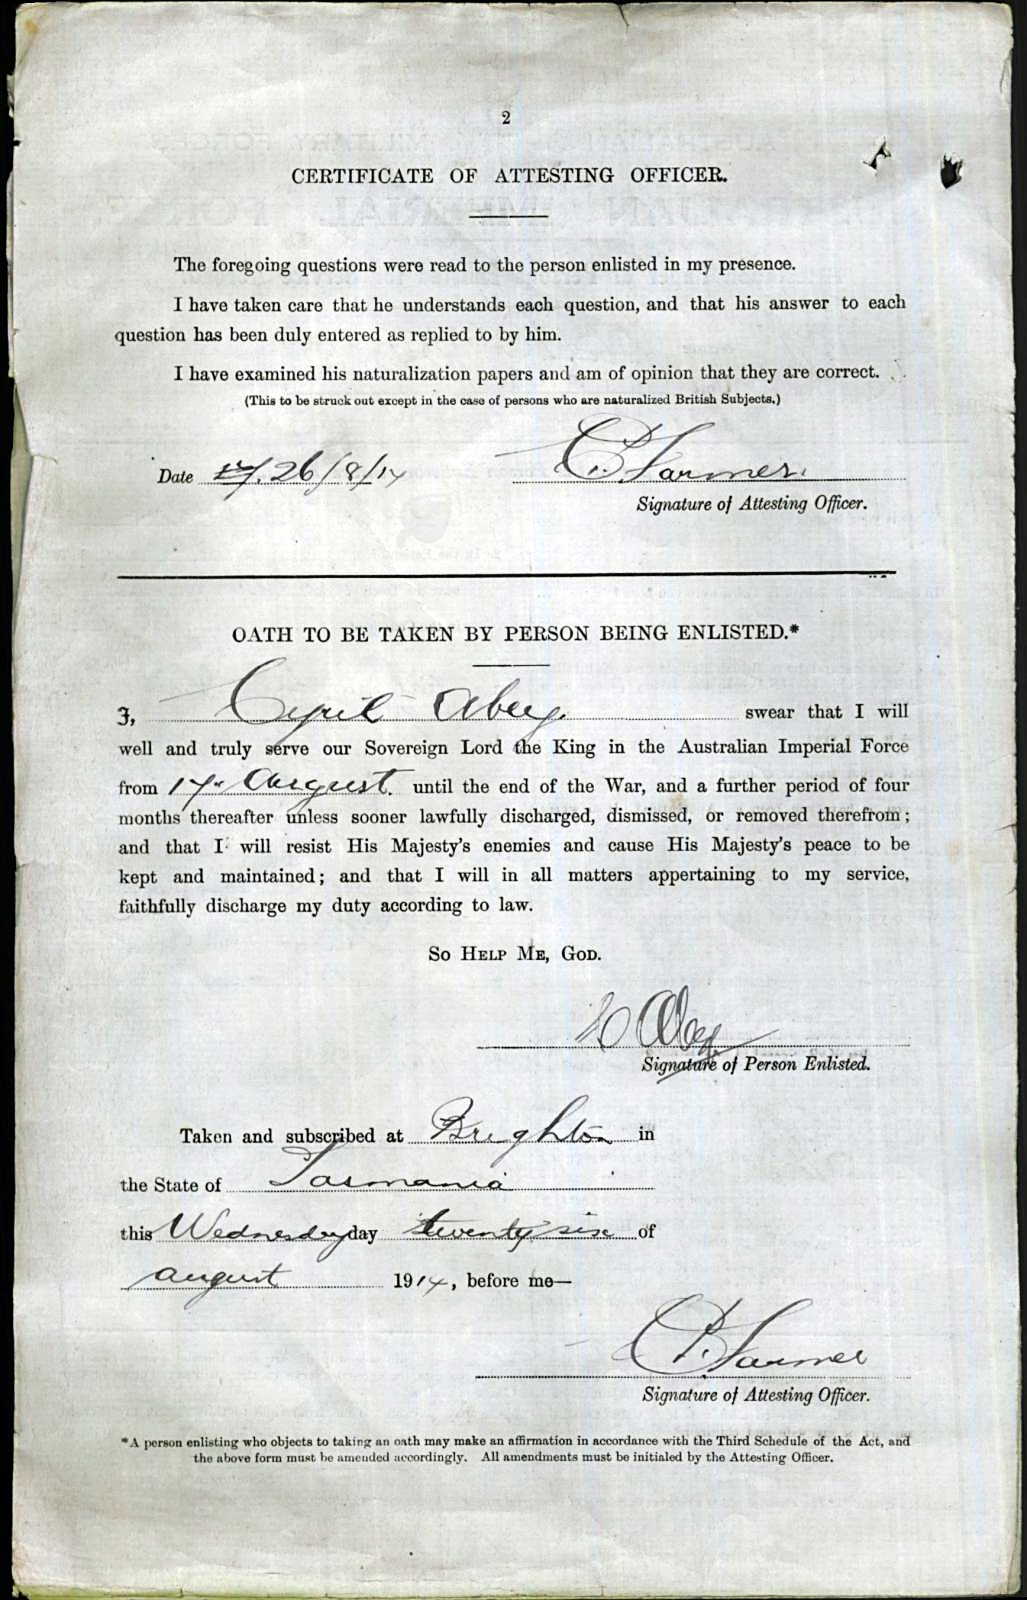 2
CERTIFICATE OF ATTESTING OFFICER.
The foregoing questions were read to the person enlisted in my presence.
I have taken care that he understands each question, and that his answer to each
question has been duly entered as replied to by him.
I have examined his naturalization papers and am of opinion that they are correct.
(This to be struck out except in the case of persons who are naturalized British Subjects.)
Date 26/8/14 C P. Farmer.
Signature of Attesting Officer.
OATH TO BE TAKEN BY PERSON BEING ENLISTED.*
I, Cyril Abey. swear that I will
well and truly serve our Sovereign Lord the King in the Australian Imperial Force
from 17th August. until the end of the War, and a further period of four
months thereafter unless sooner lawfully discharged, dismissed, or removed therefrom;
and that I will resist His Majesty's enemies and cause His Majesty's peace to be
kept and maintained; and that I will in all matters appertaining to my service,
faithfully discharge my duty according to law.
SO HELP ME, GOD.
C Abey
Signature of Person Enlisted.
Taken and subscribed at Brighton in
the State of Tasmania
this Wednesday day twenty six of
august 1914, before me—
C P. Farmer
Signature of Attesting Officer.
*A person enlisting who objects to taking an oath may make an affirmation in accordance with the Third Schedule of the Act, and
the above form must be amended accordingly. All amendments must be initialed by the Attesting Officer.